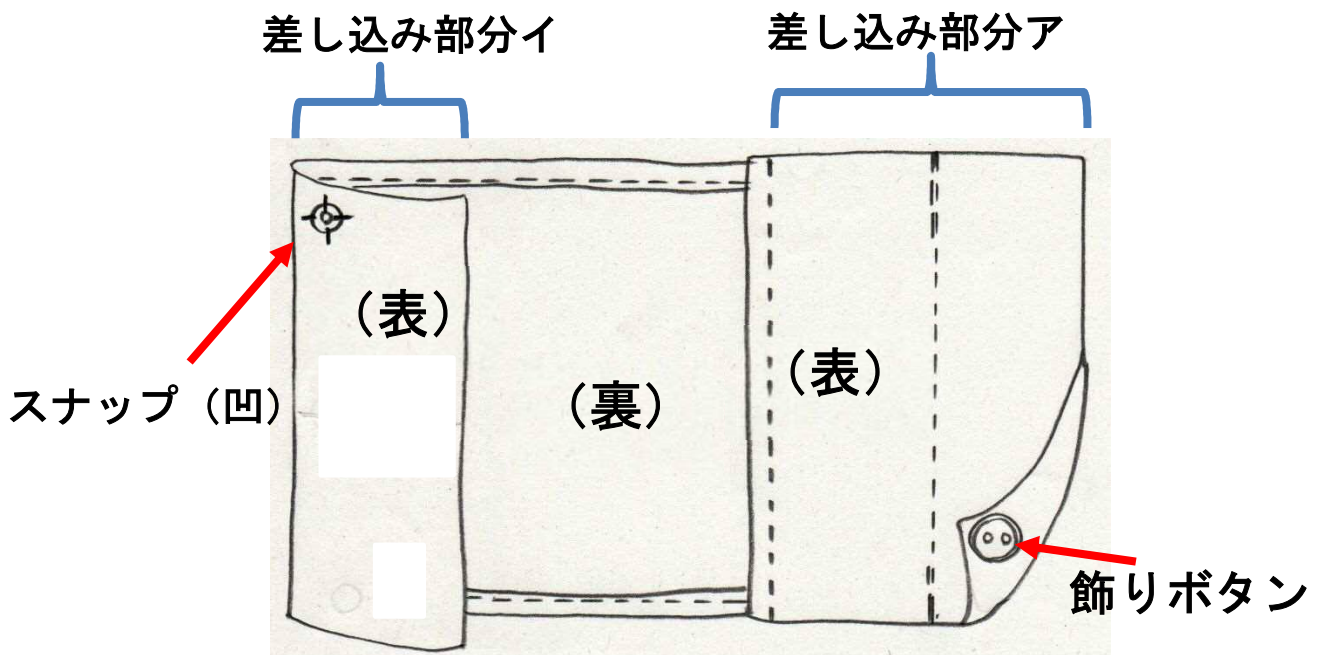 差し込み部分イ
差し込み部分ア
(表)
(表)
(裏)
スナップ(凹)
飾りボタン